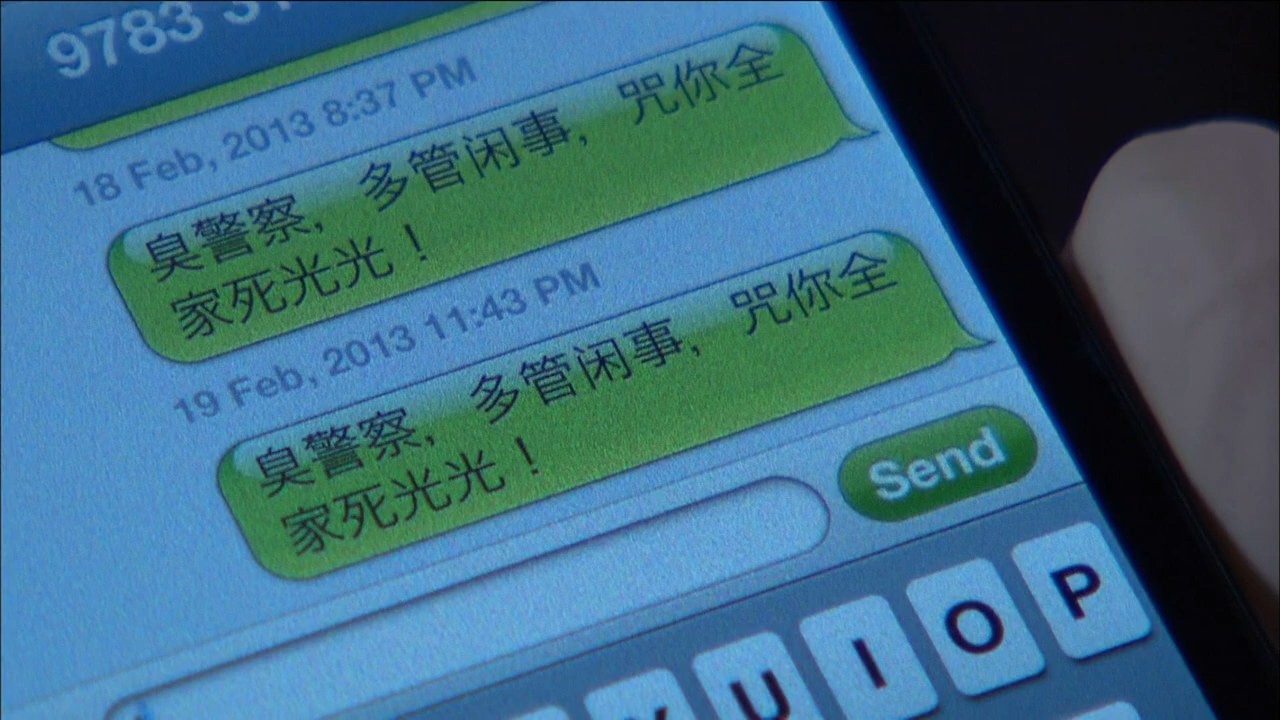 9783 31
18 Feb, 2013 8:37 PM
臭警察，多管闲事，咒你全
家死光光！
19 Feb, 2013 11:43 PM
臭警察，多管闲事，咒你全
家死光光！
Send
Y U I O P